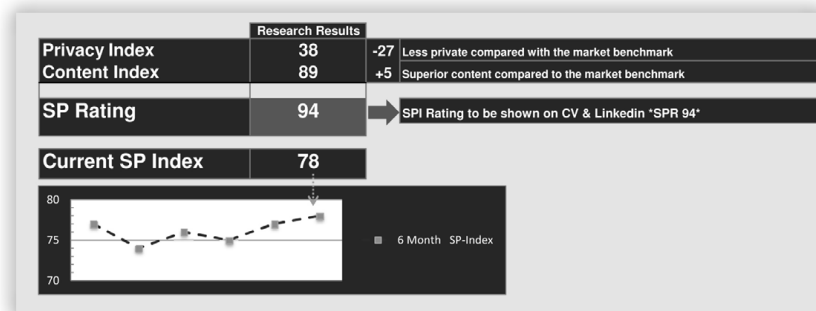 Research Results
Privacy Index 38 -27 Less private compared with the market benchmark
Content Index 89 +5 Superior content compared to the market benchmark
SP Rating 94 SPI Rating to be shown on CV & Linkedin *SPR 94*
Current SP Index 78
80
75
70
6 Month SP-Index